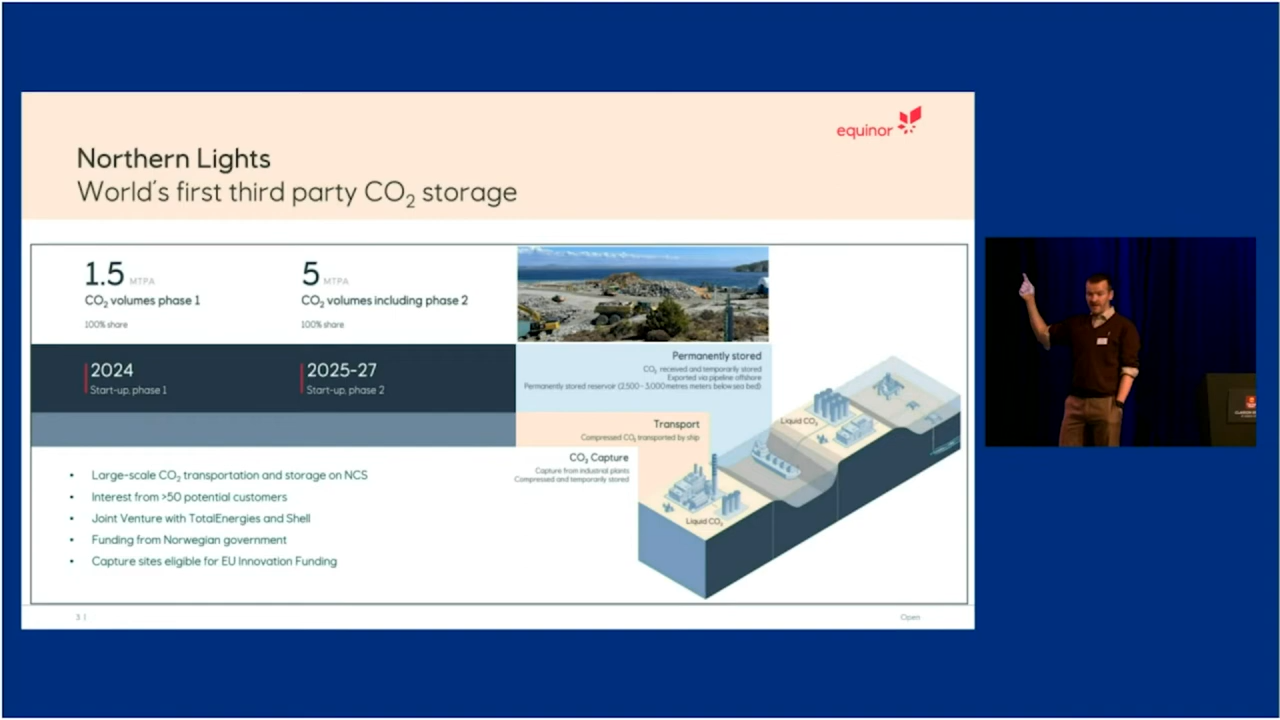 equinor
Northern Lights
World's first third party CO₂ storage
1.5 MTPA
CO₂ volumes phase 1
100% share
5 MTPA
CO₂ volumes including phase 2
100% share
2024
Start-up, phase 1
2025-27
Start-up, phase 2
Permanently stored
CO₂ received and temporarily stored
Exported via pipeline offshore
Permanently stored reservoir (2.500 - 3.000 metres meters below sea bed)
Transport
Compressed CO₂ transported by ship
CO₂ Capture
Capture from industrial plants
Compressed and temporarily stored
Liquid CO₂
Liquid CO₂
• Large-scale CO₂ transportation and storage on NCS
• Interest from >50 potential customers
• Joint Venture with TotalEnergies and Shell
• Funding from Norwegian government
• Capture sites eligible for EU Innovation Funding
3 |
Open